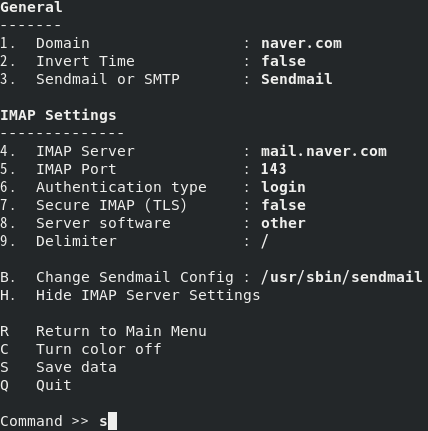 General
-------
1.  Domain                 : naver.com
2.  Invert Time            : false
3.  Sendmail or SMTP       : Sendmail
IMAP Settings
--------------
4.  IMAP Server            : mail.naver.com
5.  IMAP Port              : 143
6.  Authentication type    : login
7.  Secure IMAP (TLS)      : false
8.  Server software        : other
9.  Delimiter              : /
B.  Change Sendmail Config : /usr/sbin/sendmail
H.  Hide IMAP Server Settings
R   Return to Main Menu
C   Turn color off
S   Save data
Q   Quit
Command >> s